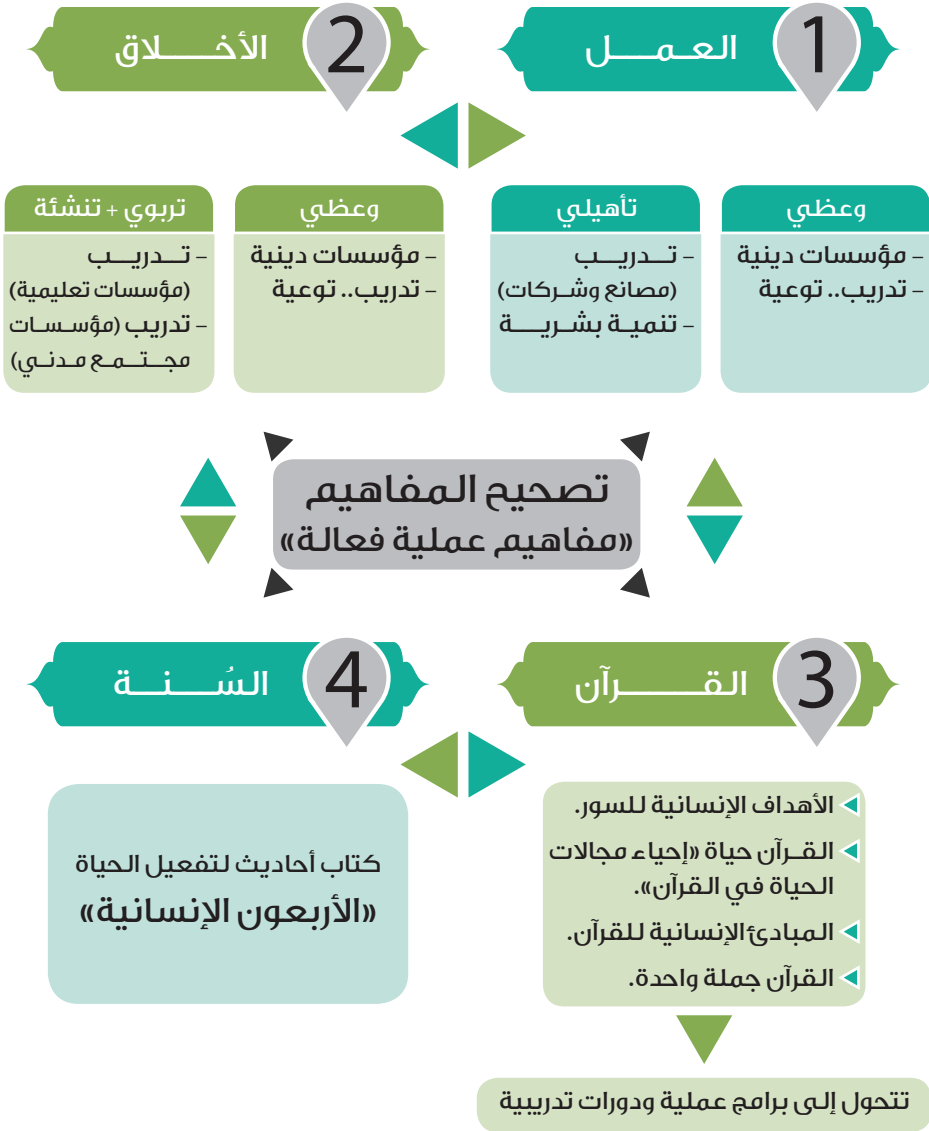 1
العمل
2
الأخلاق
وعظي
- مؤسسات دينية
- تدريب.. توعية
تأهيلي
- تدريب
(مصانع وشركات)
- تنمية بشرية
وعظي
- مؤسسات دينية
- تدريب.. توعية
تربوي + تنشئة
- تدريب
(مؤسسات تعليمية)
- تدريب (مؤسسات
مجتمع مدني)
تصحيح المفاهيم
«مفاهيم عملية فعالة»
3
القرآن
4
السُنة
الأهداف الإنسانية للسور.
القرآن حياة «إحياء مجالات
الحياة في القرآن».
المبادئ الإنسانية للقرآن.
القرآن جملة واحدة.
تتحول إلى برامج عملية ودورات تدريبية
كتاب أحاديث لتفعيل الحياة
«الأربعون الإنسانية»